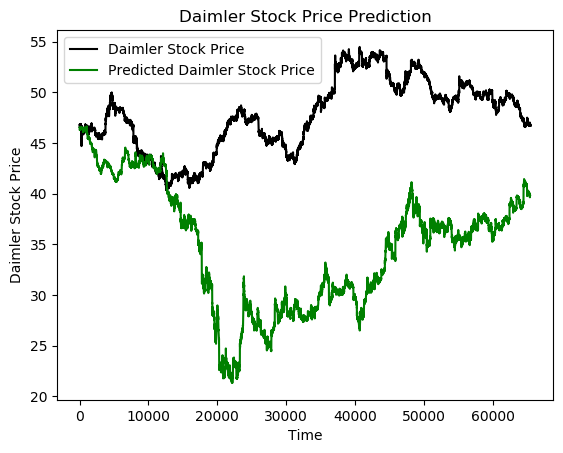 Daimler Stock Price Prediction
Daimler Stock Price
Predicted Daimler Stock Price
Daimler Stock Price
55
50
45
40
35
30
25
20
0 10000 20000 30000 40000 50000 60000
Time